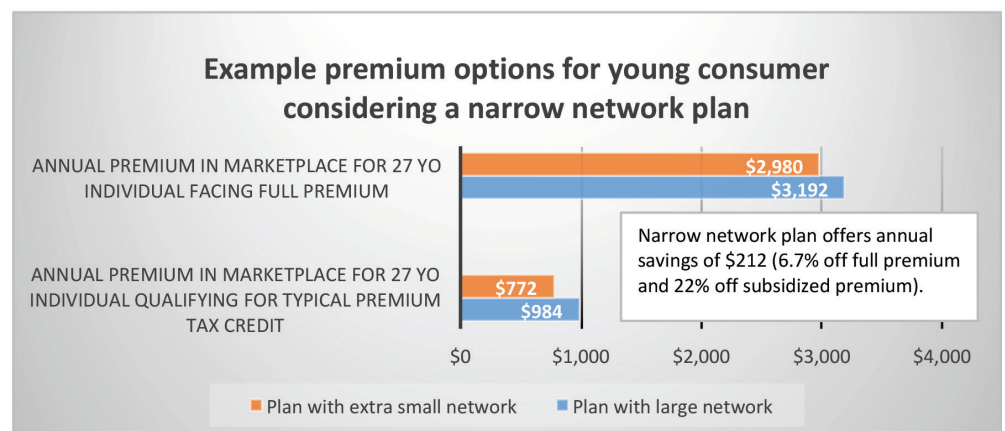 Example premium options for young consumer
considering a narrow network plan
ANNUAL PREMIUM IN MARKETPLACE FOR 27 YO
INDIVIDUAL FACING FULL PREMIUM
$2,980
$3,192
Narrow network plan offers annual
savings of $212 (6.7% off full premium
and 22% off subsidized premium).
ANNUAL PREMIUM IN MARKETPLACE FOR 27 YO
INDIVIDUAL QUALIFYING FOR TYPICAL PREMIUM
TAX CREDIT
$772
$984
$0 $1,000 $2,000 $3,000 $4,000
Plan with extra small network Plan with large network